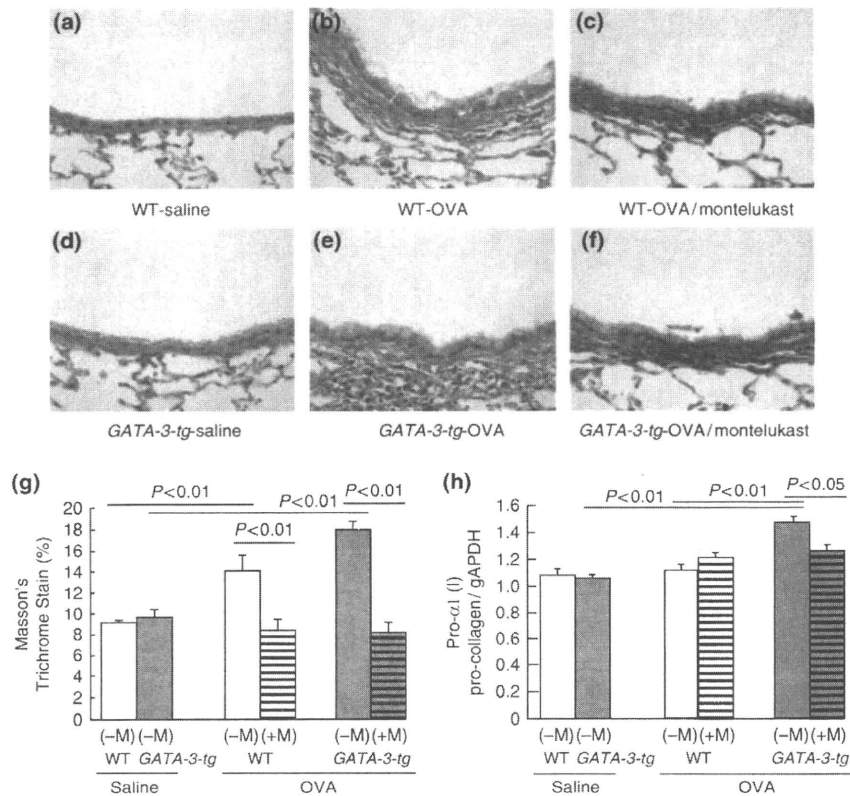 (a) (b) (c)
WT-saline WT-OVA WT-OVA/montelukast
(d) (e) (f)
GATA-3-tg-saline GATA-3-tg-OVA GATA-3-tg-OVA/montelukast
(g)
P<0.01 P<0.01
P<0.01
P<0.01
Masson's
Trichrome Stain (%)
20
18
16
14
12
10
8
6
4
2
0
(–M) (–M) (–M) (+M) (–M) (+M)
WT GATA-3-tg WT GATA-3-tg
Saline OVA
(h)
P<0.05
P<0.01
P<0.01
Pro-α1 (I)
pro-collagen/gAPDH
1.6
1.4
1.2
1.0
0.8
0.6
0.4
0.2
0
(–M) (–M) (–M) (+M) (–M) (+M)
WT GATA-3-tg WT GATA-3-tg
Saline OVA